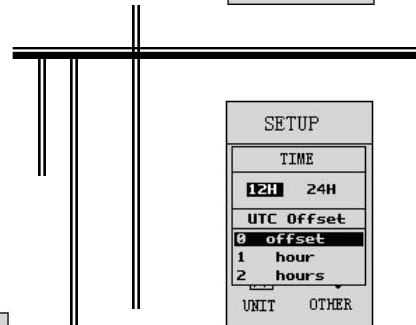 SETUP
TIME
12H 24H
UTC Offset
0 offset
1 hour
2 hours
UNIT OTHER